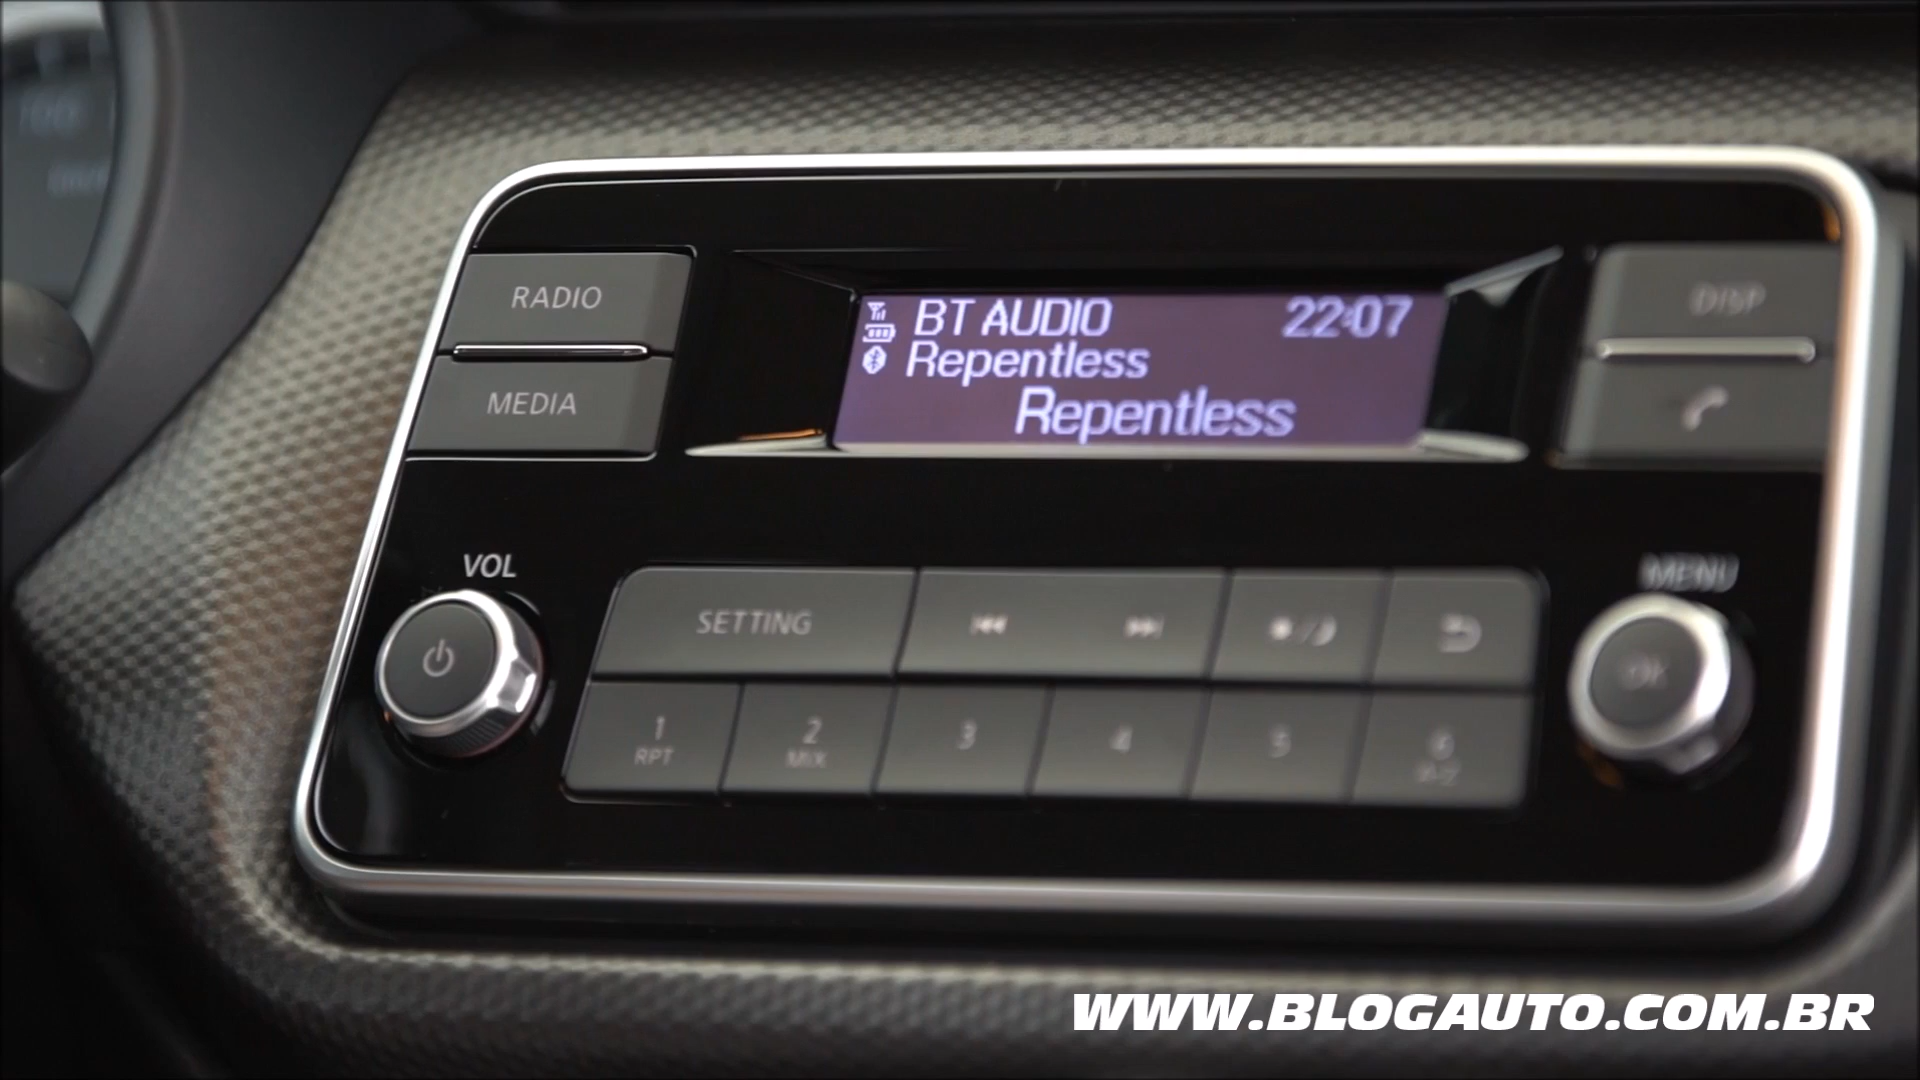 RADIO
MEDIA
BT AUDIO 22:07
Repentless
Repentless
DISP
VOL
MENU
SETTING
OK
1
RPT
2
MIX
3
4
5
6
A-Z
WWW.BLOGAUTO.COM.BR